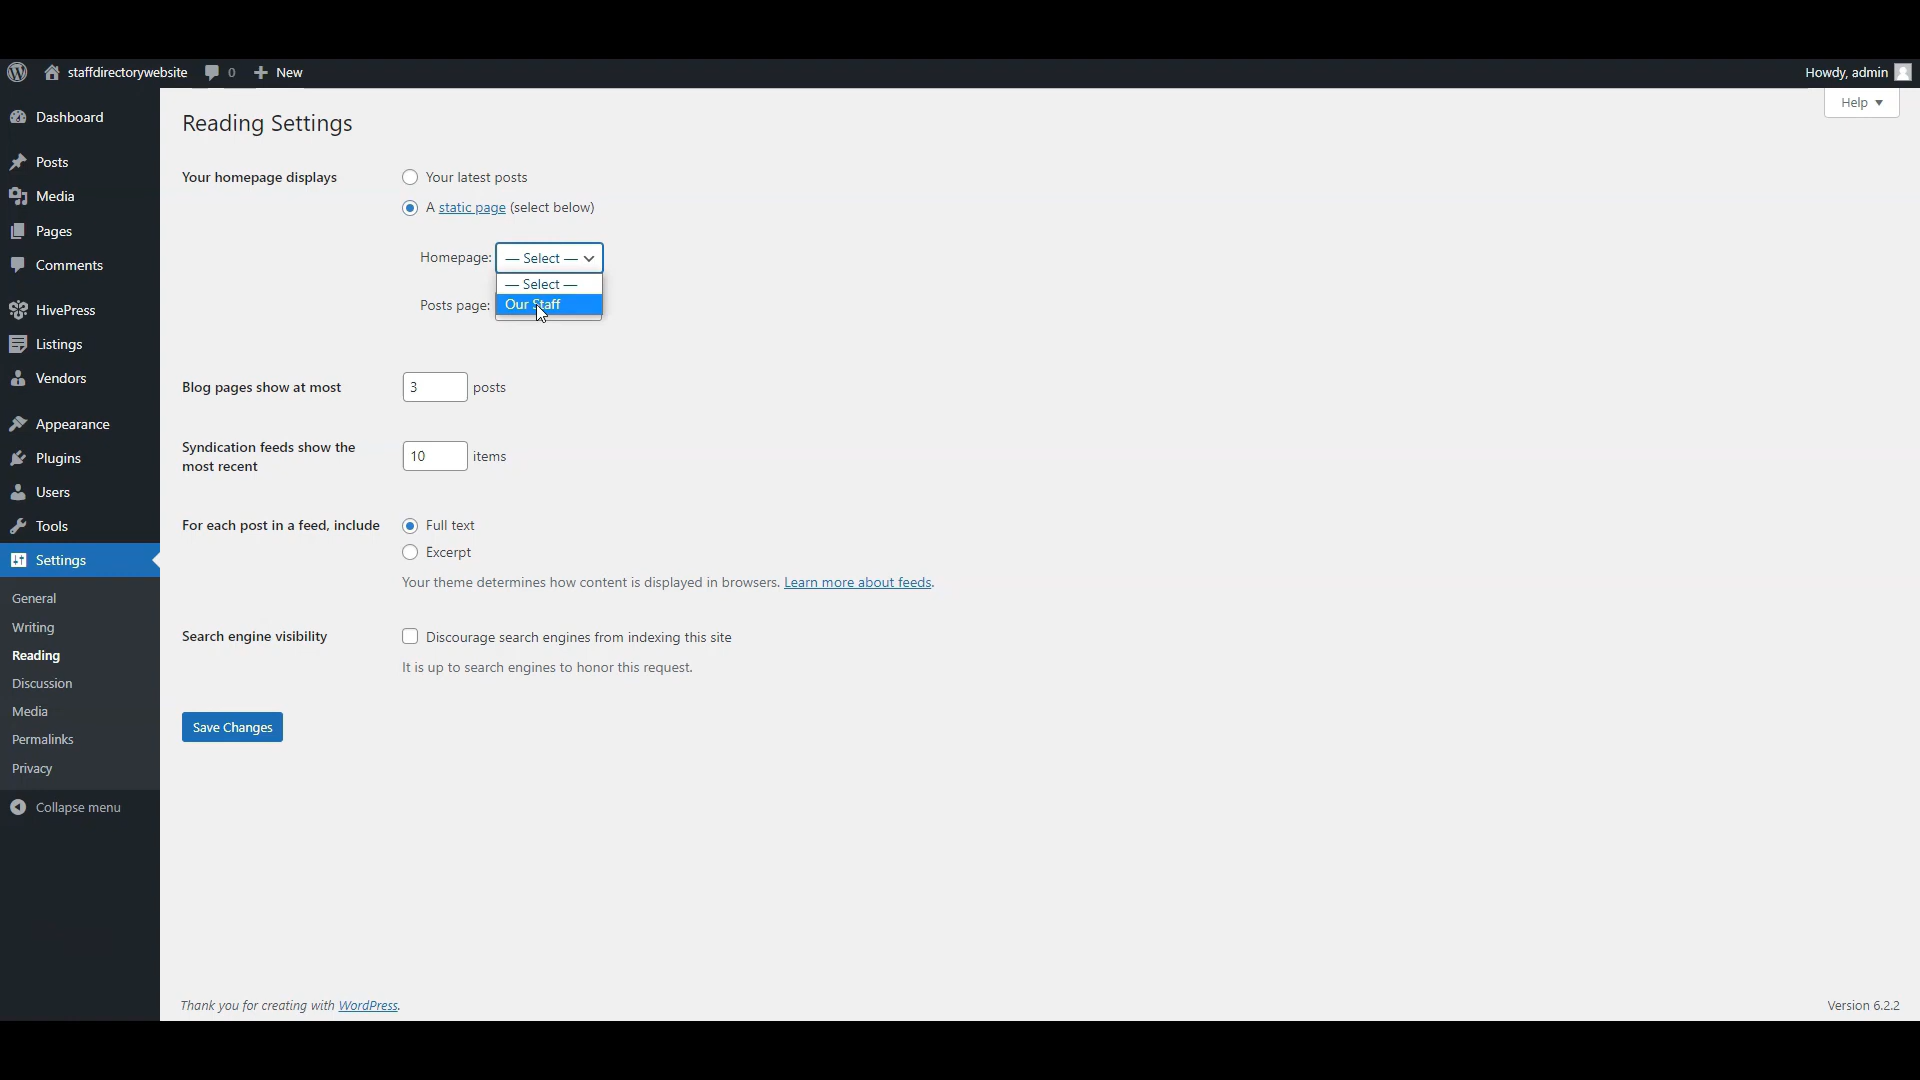 staffdirectorywebsite 0 New Howdy, admin
Help
Dashboard
Posts
Media
Pages
Comments
HivePress
Listings
Vendors
Appearance
Plugins
Users
Tools
Settings
General
Writing
Reading
Discussion
Media
Permalinks
Privacy
Collapse menu
Reading Settings
Your homepage displays
Your latest posts
A static page (select below)
Homepage: — Select —
— Select —
Our Staff
Posts page:
Blog pages show at most 3 posts
Syndication feeds show the
most recent
10 items
For each post in a feed, include
Full text
Excerpt
Your theme determines how content is displayed in browsers. Learn more about feeds.
Search engine visibility
Discourage search engines from indexing this site
It is up to search engines to honor this request.
Save Changes
Thank you for creating with WordPress.
Version 6.2.2